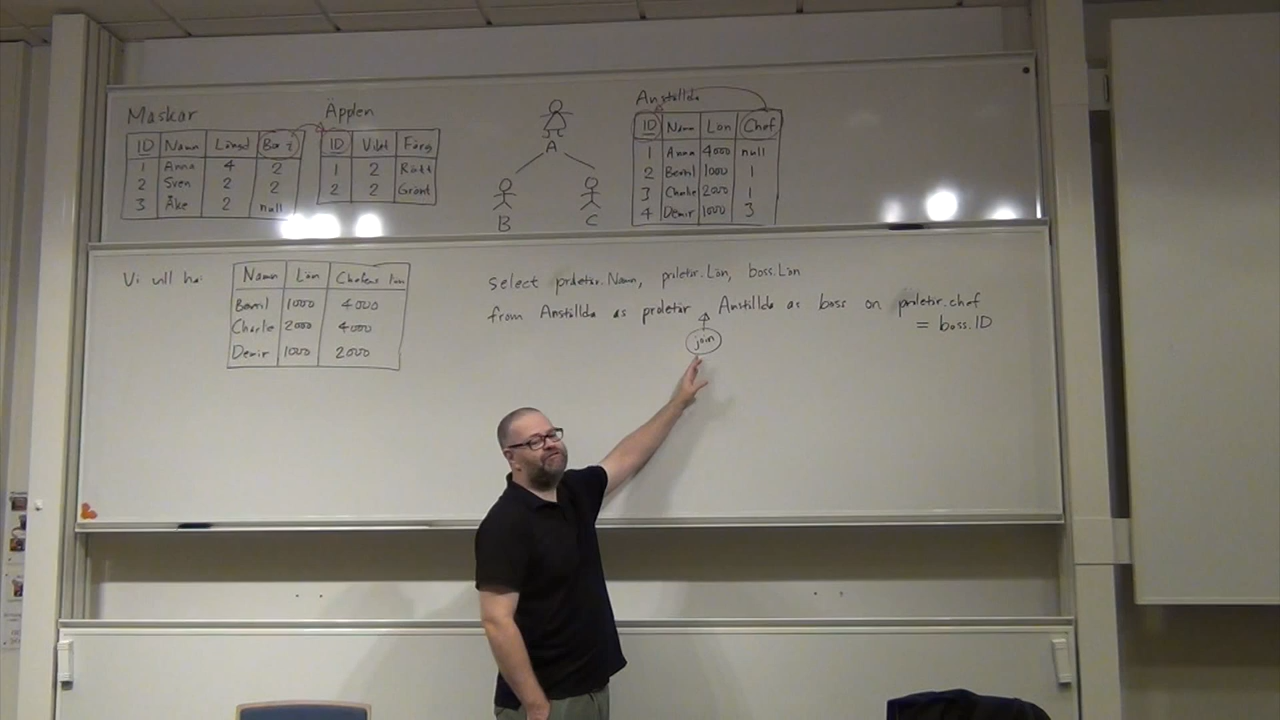 Maskar
ID Namn Längd Bor i
1 Anna 4 2
2 Sven 2 2
3 Åke 2 null
Äpplen
ID Vikt Färg
1 2 Rött
2 2 Grönt
A
B C
Anställda
ID Namn Lön Chef
1 Anna 4000 null
2 Bertil 1000 1
3 Charlie 2000 1
4 Demir 1000 3
Vi vill ha:
Namn Lön Chefens lön
Bertil 1000 4000
Charlie 2000 4000
Demir 1000 2000
select proletär.Namn, proletär.Lön, boss.Lön
from Anställda as proletär Anställda as boss on proletär.chef
= boss.ID
join